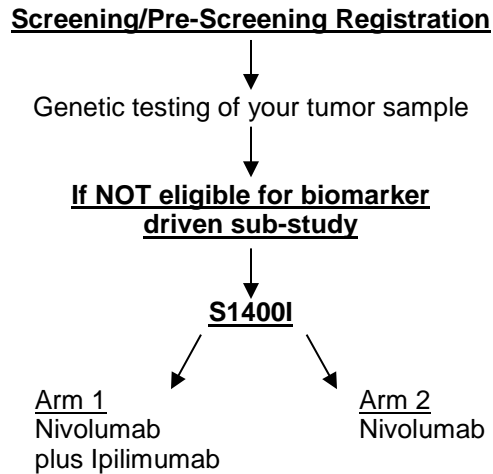 Screening/Pre-Screening Registration
Genetic testing of your tumor sample
If NOT eligible for biomarker
driven sub-study
S1400I
Arm 1
Nivolumab
plus Ipilimumab
Arm 2
Nivolumab